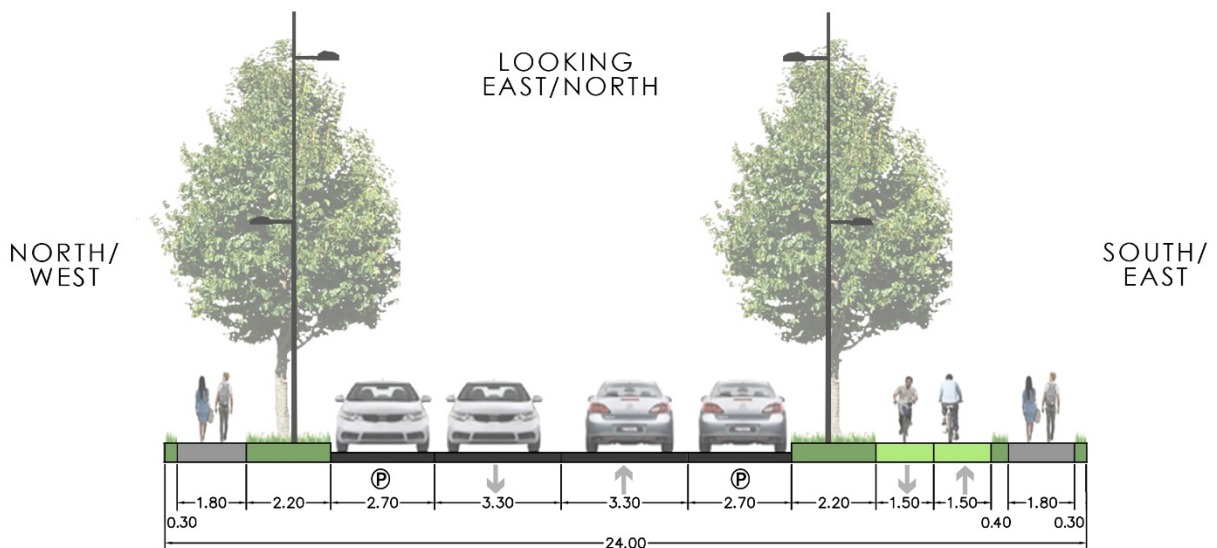 LOOKING
EAST/NORTH
NORTH/
WEST
SOUTH/
EAST
P
P
1.80
2.20
2.70
3.30
3.30
2.70
2.20
1.50
1.50
1.80
0.30
0.40
0.30
24.00